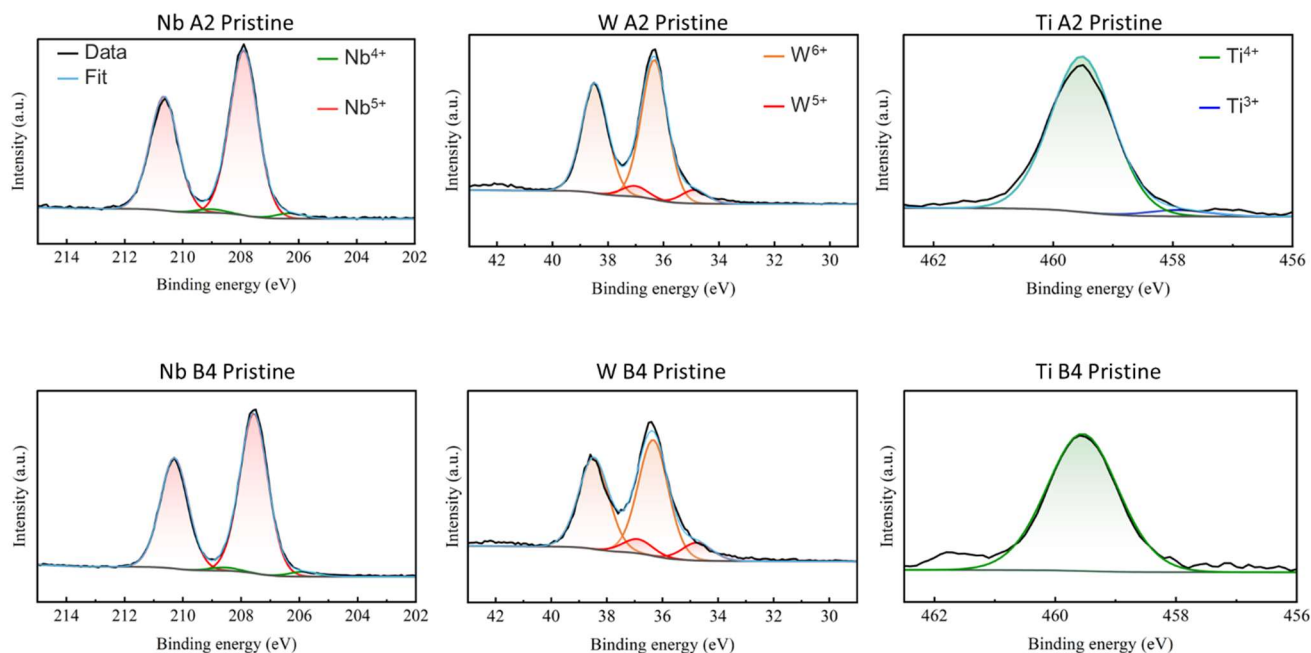 Nb A2 Pristine
Data
Fit
Nb4+
Nb5+
Intensity (a.u.)
214 212 210 208 206 204 202
Binding energy (eV)
W A2 Pristine
W6+
W5+
Intensity (a.u.)
42 40 38 36 34 32 30
Binding energy (eV)
Ti A2 Pristine
Ti4+
Ti3+
Intensity (a.u.)
462 460 458 456
Binding energy (eV)
Nb B4 Pristine
Intensity (a.u.)
214 212 210 208 206 204 202
Binding energy (eV)
W B4 Pristine
Intensity (a.u.)
42 40 38 36 34 32 30
Binding energy (eV)
Ti B4 Pristine
Intensity (a.u.)
462 460 458 456
Binding energy (eV)